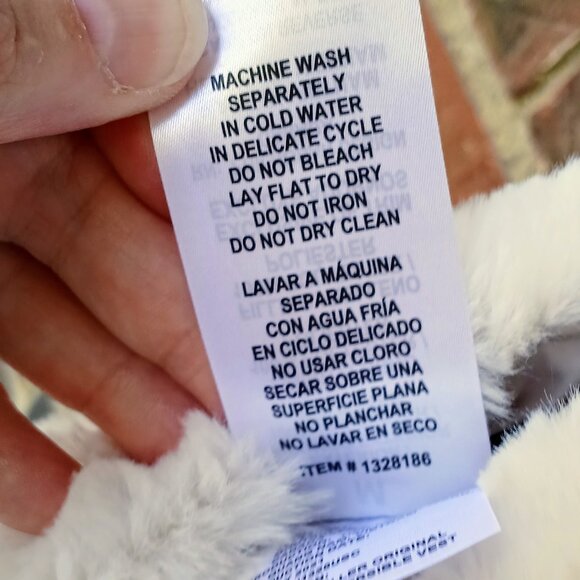 MACHINE WASH
SEPARATELY
IN COLD WATER
IN DELICATE CYCLE
DO NOT BLEACH
LAY FLAT TO DRY
DO NOT IRON
DO NOT DRY CLEAN
LAVAR A MÁQUINA
SEPARADO
CON AGUA FRÍA
EN CICLO DELICADO
NO USAR CLORO
SECAR SOBRE UNA
SUPERFICIE PLANA
NO PLANCHAR
NO LAVAR EN SECO
ITEM # 1328186
ORIGINAL
VEST